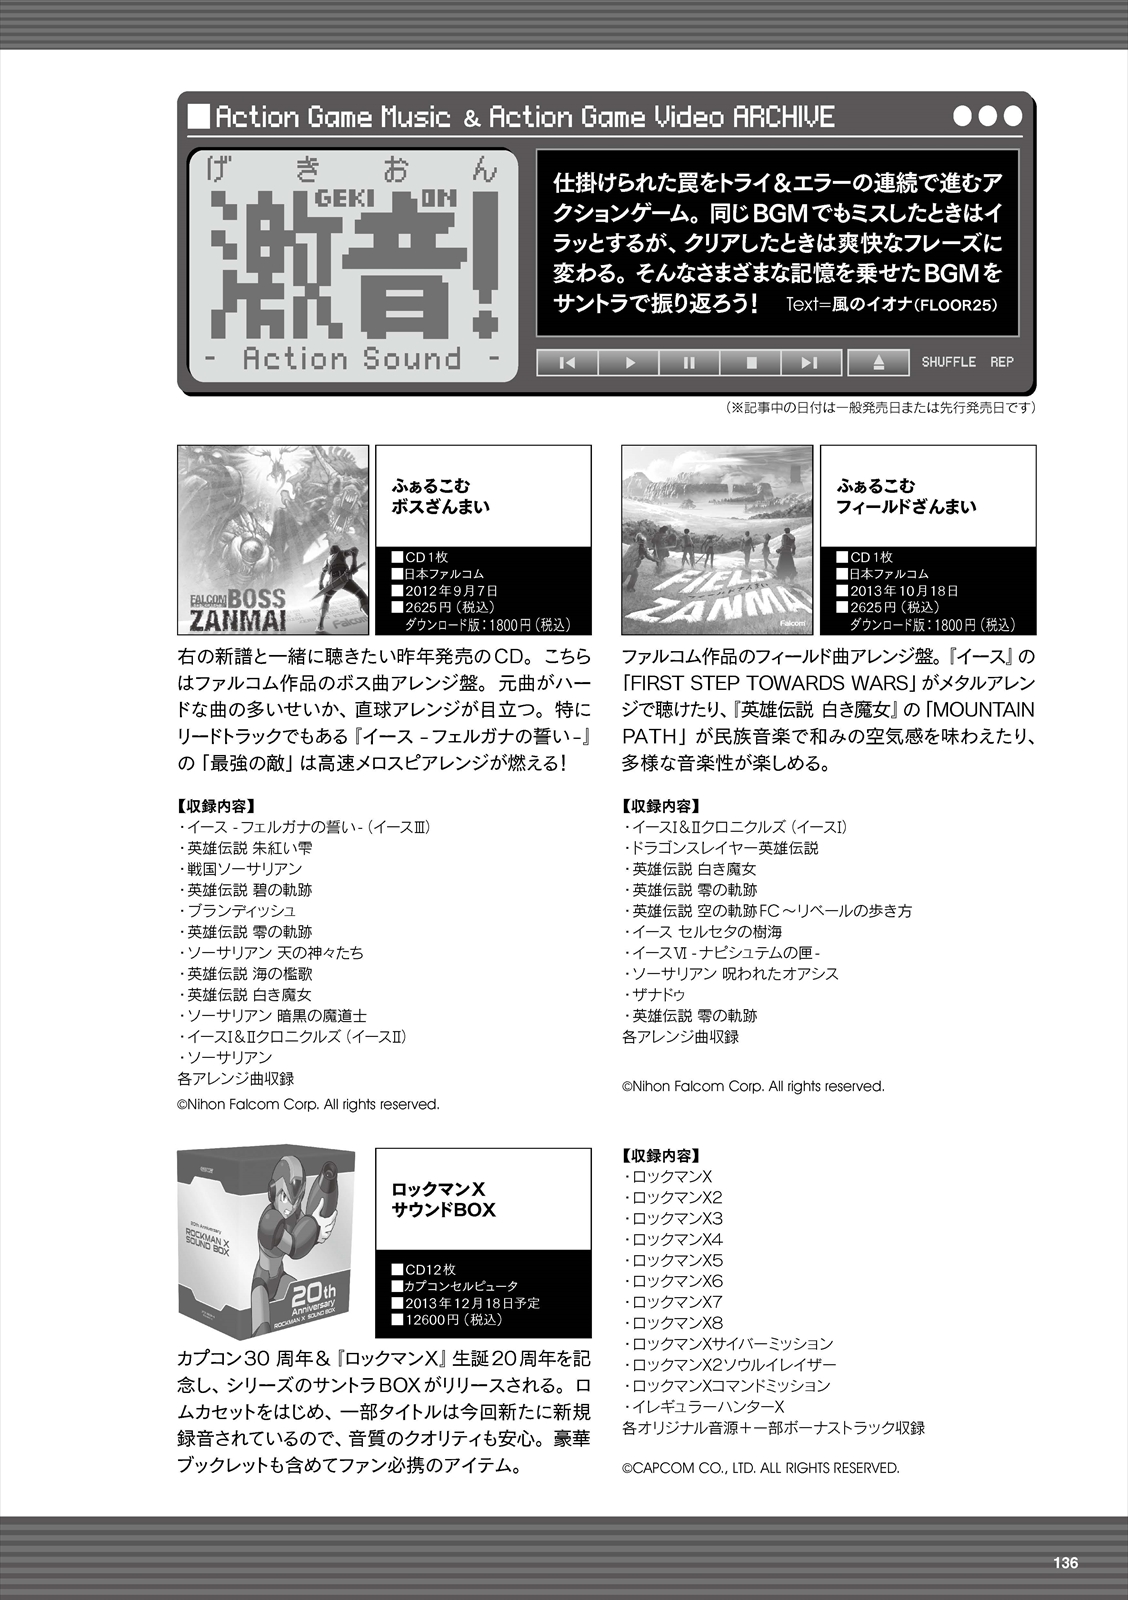 ■Action Game Music & Action Game Video ARCHIVE
げきおん
GEKI ON
激音!
- Action Sound -
仕掛けられた罠をトライ&エラーの連続で進むア
クションゲーム。同じBGMでもミスしたときはイ
ラッとするが、クリアしたときは爽快なフレーズに
変わる。そんなさまざまな記憶を乗せたBGMを
サントラで振り返ろう! Text=風のイオナ(FLOOR25)
SHUFFLE REP
(※記事中の日付は一般発売日または先行発売日です)
FALCOM BOSS
ZANMAI
Falcom
ふぁるこむ
ボスざんまい
■CD1枚
■日本ファルコム
■2012年9月7日
■2625円(税込)
ダウンロード版:1800円(税込)
右の新譜と一緒に聴きたい昨年発売のCD。こちら
はファルコム作品のボス曲アレンジ盤。元曲がハー
ドな曲の多いせいか、直球アレンジが目立つ。特に
リードトラックでもある『イース -フェルガナの誓い-』
の「最強の敵」は高速メロスピアレンジが燃える!
【収録内容】
・イース -フェルガナの誓い-(イースⅢ)
・英雄伝説 朱紅い雫
・戦国ソーサリアン
・英雄伝説 碧の軌跡
・ブランディッシュ
・英雄伝説 零の軌跡
・ソーサリアン 天の神々たち
・英雄伝説 海の檻歌
・英雄伝説 白き魔女
・ソーサリアン 暗黒の魔道士
・イースⅠ&Ⅱクロニクルズ(イースⅡ)
・ソーサリアン
各アレンジ曲収録
©Nihon Falcom Corp. All rights reserved.
FIELD
ZANMAI
Falcom
ふぁるこむ
フィールドざんまい
■CD1枚
■日本ファルコム
■2013年10月18日
■2625円(税込)
ダウンロード版:1800円(税込)
ファルコム作品のフィールド曲アレンジ盤。『イース』の
「FIRST STEP TOWARDS WARS」がメタルアレン
ジで聴けたり、『英雄伝説 白き魔女』の「MOUNTAIN
PATH」が民族音楽で和みの空気感を味わえたり、
多様な音楽性が楽しめる。
【収録内容】
・イースⅠ&Ⅱクロニクルズ(イースⅠ)
・ドラゴンスレイヤー英雄伝説
・英雄伝説 白き魔女
・英雄伝説 零の軌跡
・英雄伝説 空の軌跡FC〜リベールの歩き方
・イース セルセタの樹海
・イースⅥ -ナピシュテムの匣-
・ソーサリアン 呪われたオアシス
・ザナドゥ
・英雄伝説 零の軌跡
各アレンジ曲収録
©Nihon Falcom Corp. All rights reserved.
20th Anniversary
ROCKMAN X
SOUND BOX
20th
Anniversary
ROCKMAN X SOUND BOX
ロックマンX
サウンドBOX
■CD12枚
■カプコンセルピュータ
■2013年12月18日予定
■12600円(税込)
カプコン30 周年&『ロックマンX』生誕20周年を記
念し、シリーズのサントラBOXがリリースされる。ロ
ムカセットをはじめ、一部タイトルは今回新たに新規
録音されているので、音質のクオリティも安心。豪華
ブックレットも含めてファン必携のアイテム。
【収録内容】
・ロックマンX
・ロックマンX2
・ロックマンX3
・ロックマンX4
・ロックマンX5
・ロックマンX6
・ロックマンX7
・ロックマンX8
・ロックマンXサイバーミッション
・ロックマンX2ソウルイレイザー
・ロックマンXコマンドミッション
・イレギュラーハンターX
各オリジナル音源+一部ボーナストラック収録
©CAPCOM CO., LTD. ALL RIGHTS RESERVED.
136